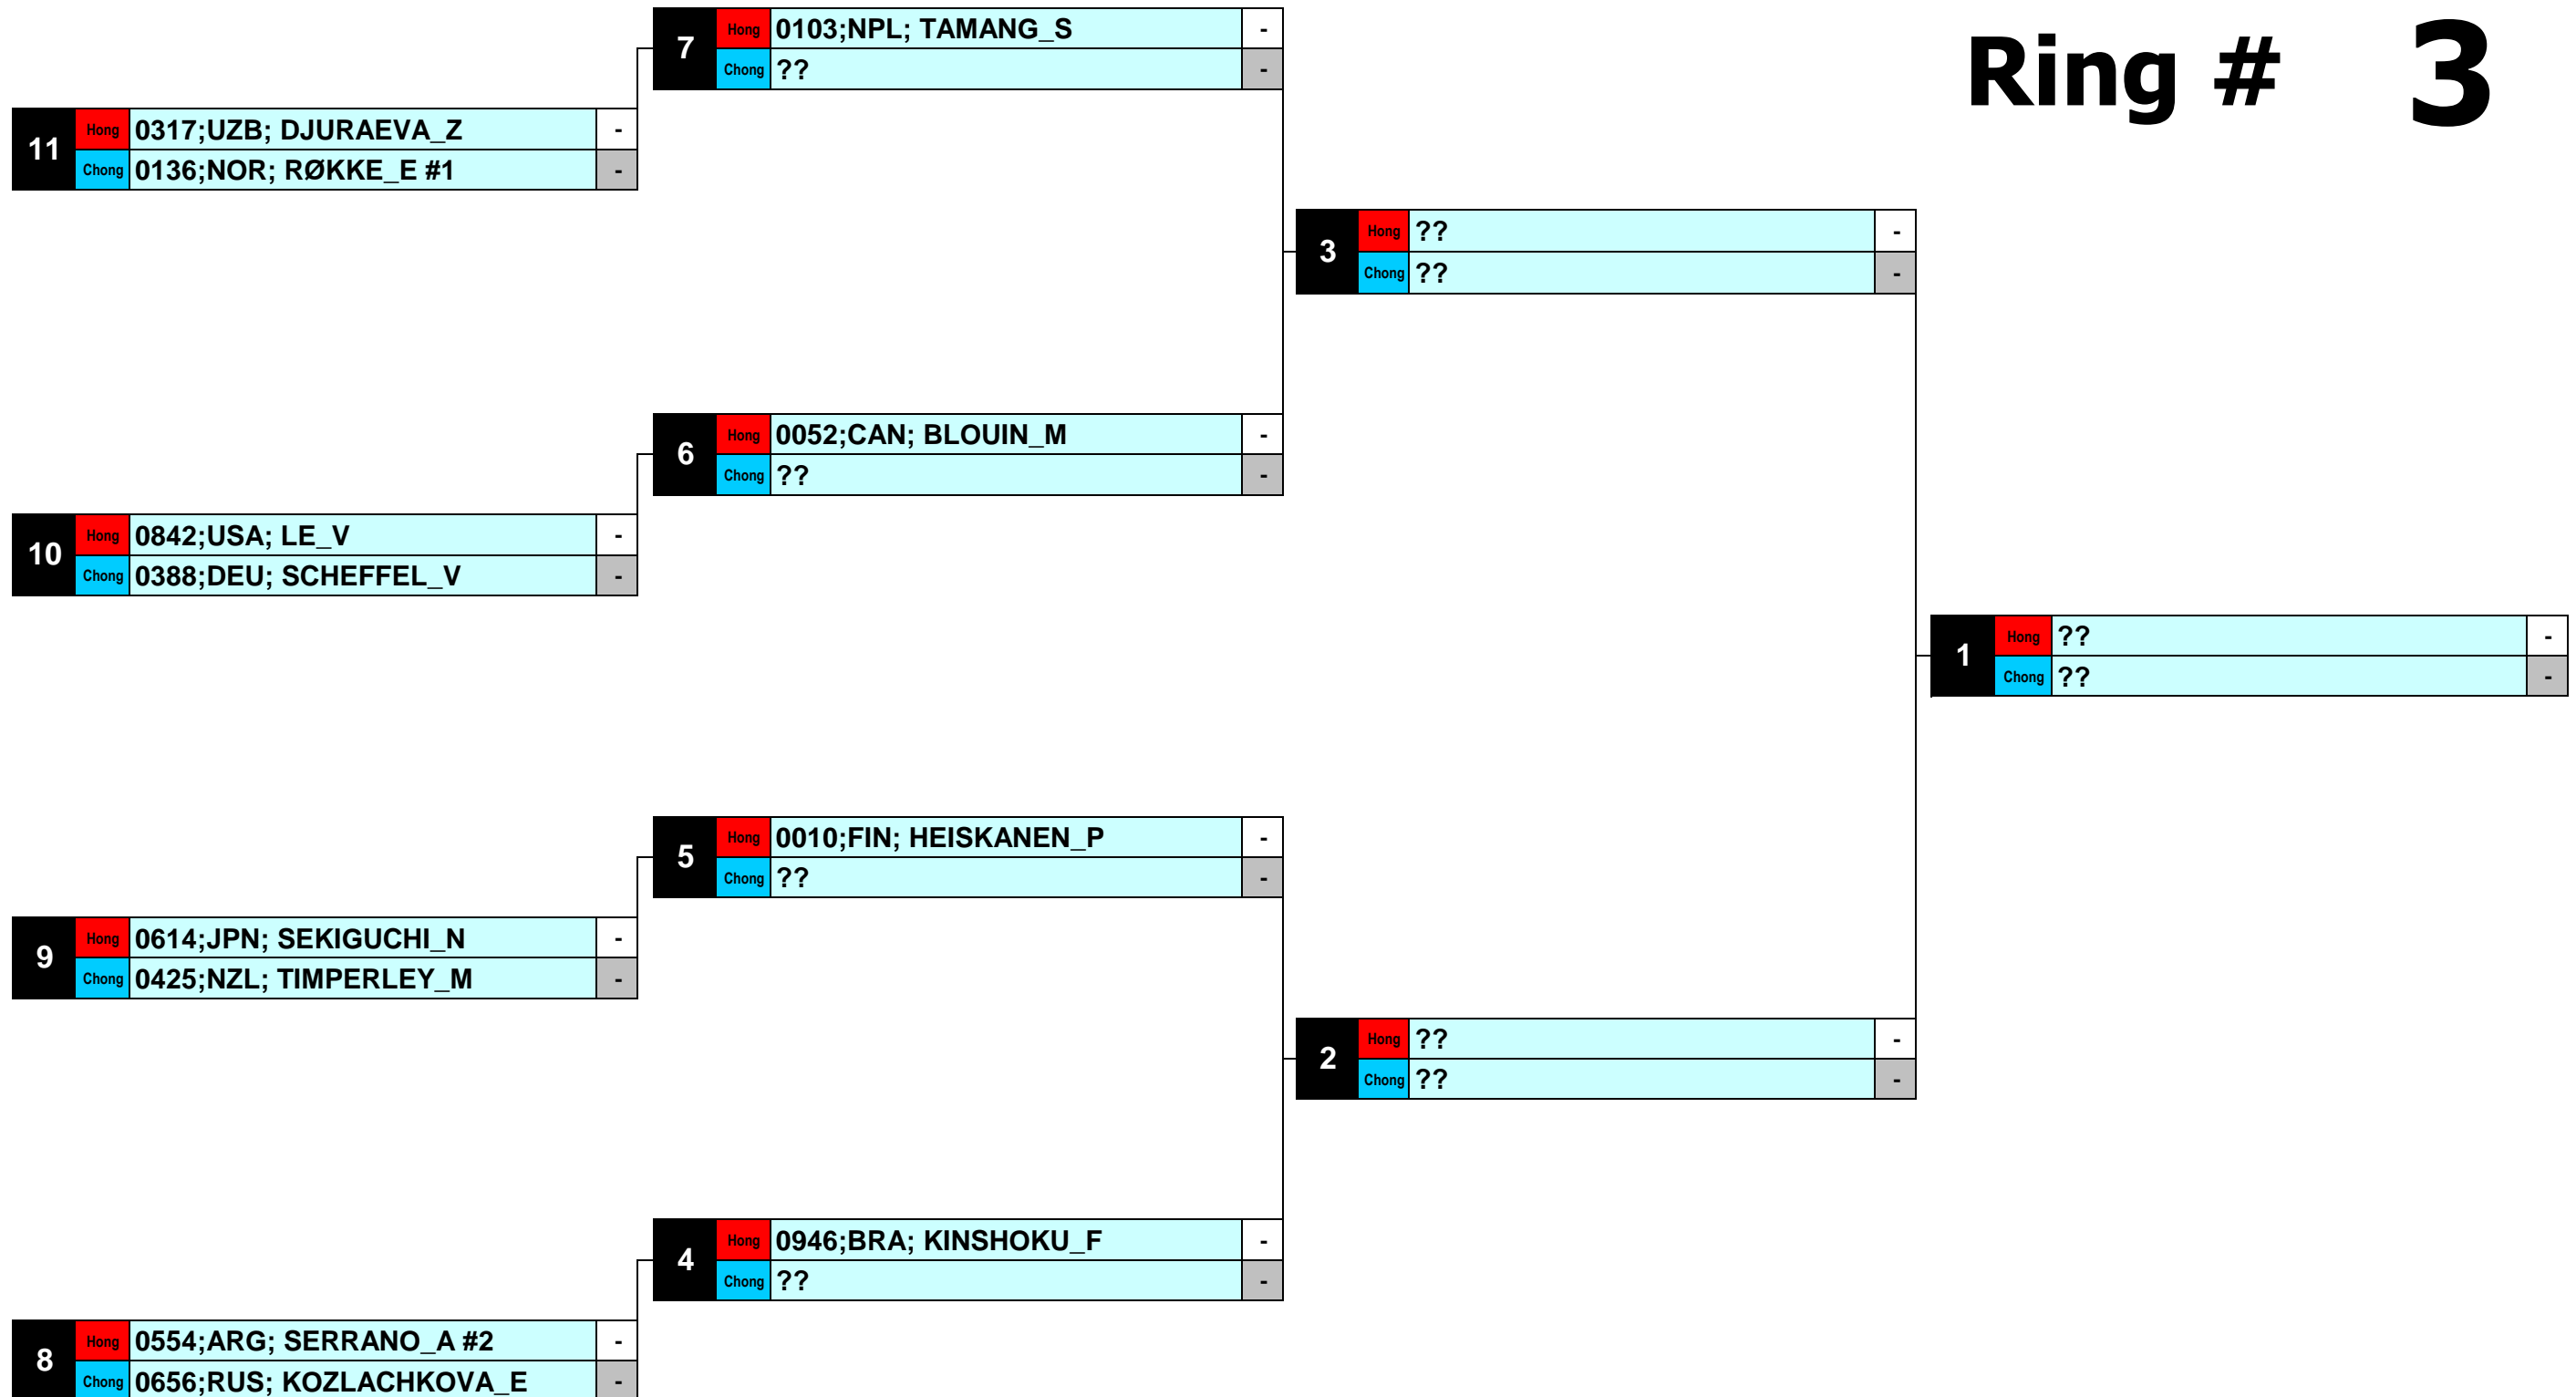 Ring # 3
7
Hong 0103;NPL; TAMANG_S -
Chong ?? -
11
Hong 0317;UZB; DJURAEVA_Z -
Chong 0136;NOR; RØKKE_E #1 -
3
Hong ?? -
Chong ?? -
6
Hong 0052;CAN; BLOUIN_M -
Chong ?? -
10
Hong 0842;USA; LE_V -
Chong 0388;DEU; SCHEFFEL_V -
1
Hong ?? -
Chong ?? -
5
Hong 0010;FIN; HEISKANEN_P -
Chong ?? -
9
Hong 0614;JPN; SEKIGUCHI_N -
Chong 0425;NZL; TIMPERLEY_M -
2
Hong ?? -
Chong ?? -
4
Hong 0946;BRA; KINSHOKU_F -
Chong ?? -
8
Hong 0554;ARG; SERRANO_A #2 -
Chong 0656;RUS; KOZLACHKOVA_E -